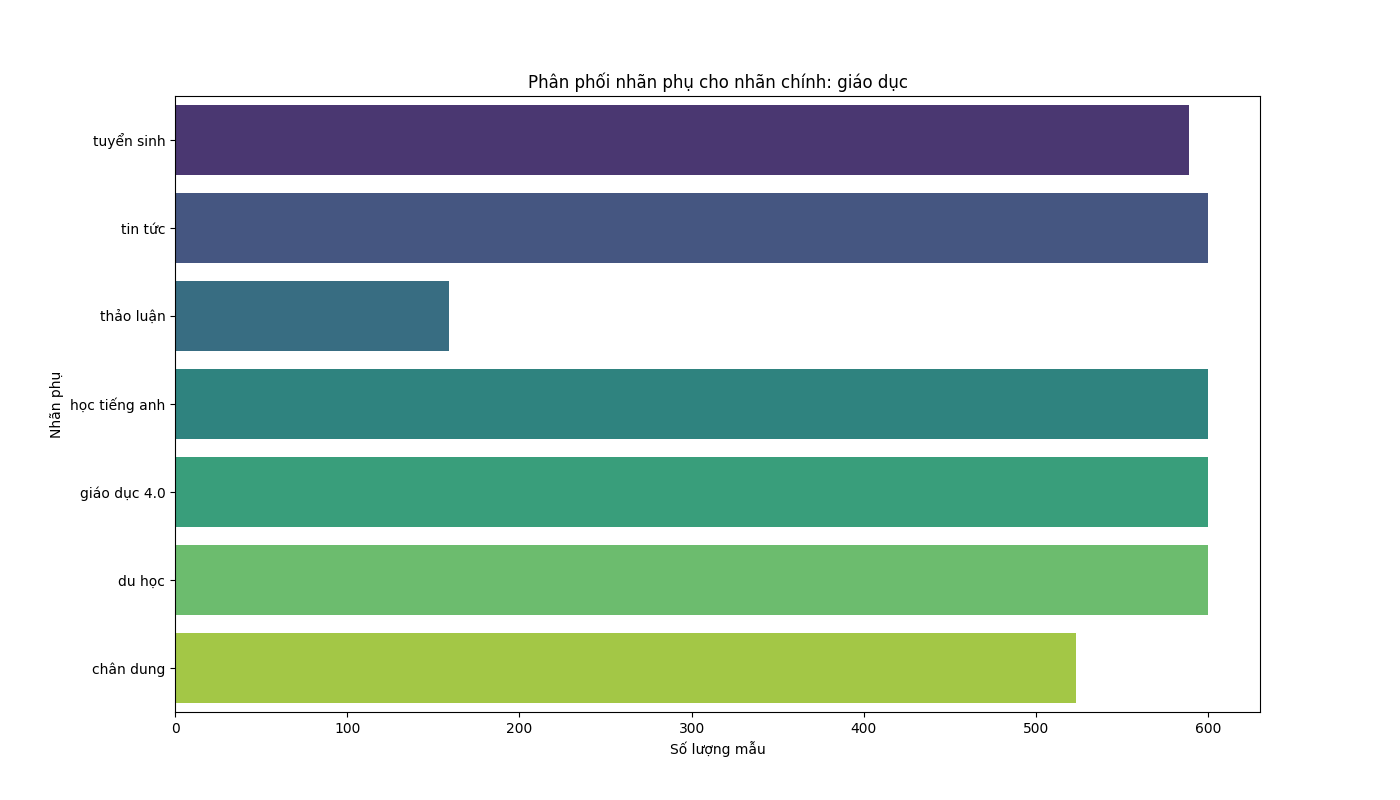 Phân phối nhãn phụ cho nhãn chính: giáo dục
Nhãn phụ
tuyển sinh
tin tức
thảo luận
học tiếng anh
giáo dục 4.0
du học
chân dung
0 100 200 300 400 500 600
Số lượng mẫu